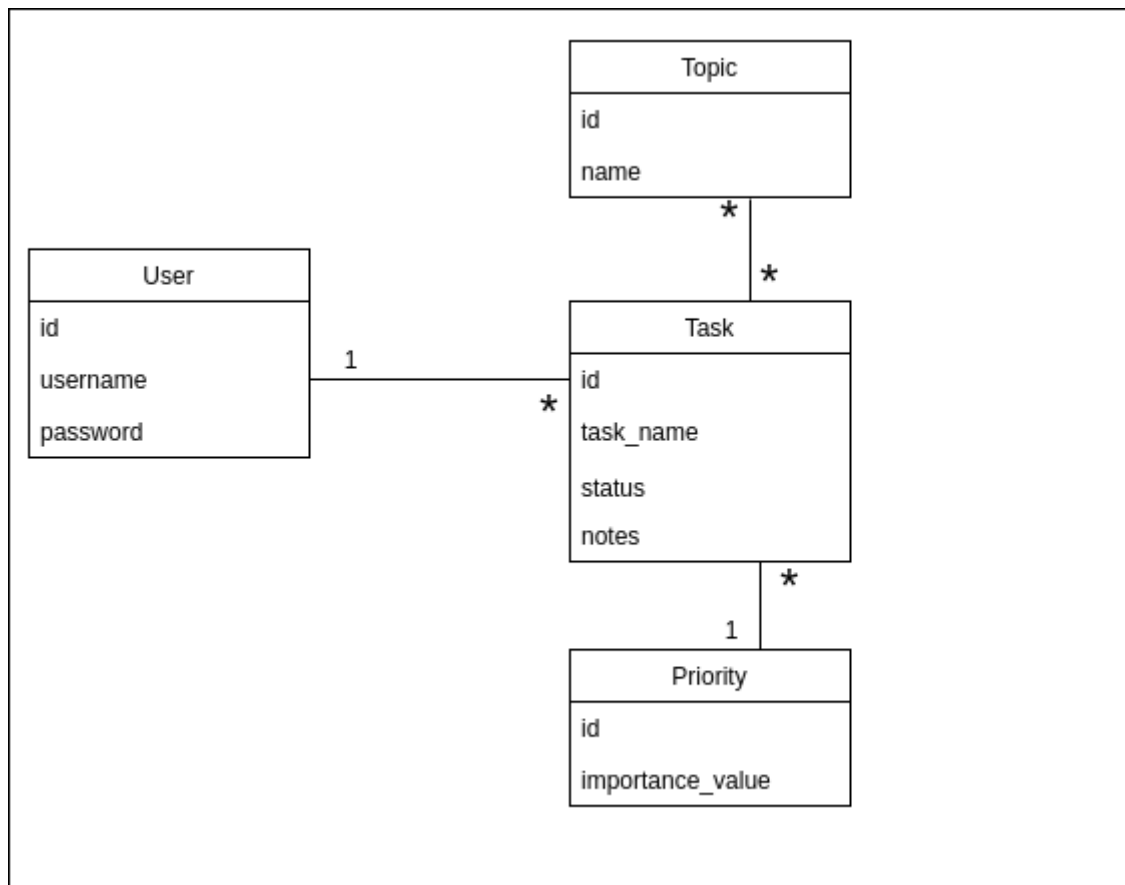 Topic
id
name
*
*
User
id
username
password
1
*
Task
id
task_name
status
notes
*
1
Priority
id
importance_value